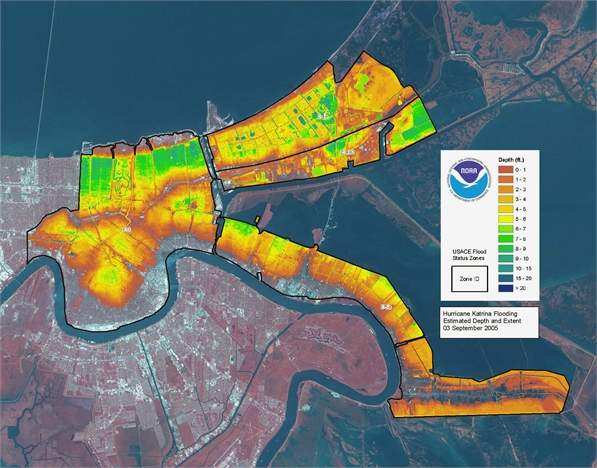 Depth (ft.)
0 - 1
1 - 2
2 - 3
3 - 4
4 - 5
5 - 6
6 - 7
7 - 8
8 - 9
9 - 10
10 - 15
15 - 20
> 20
NOAA
USACE Flood
Status Zones
Zone ID
Hurricane Katrina Flooding
Estimated Depth and Extent
03 September 2005